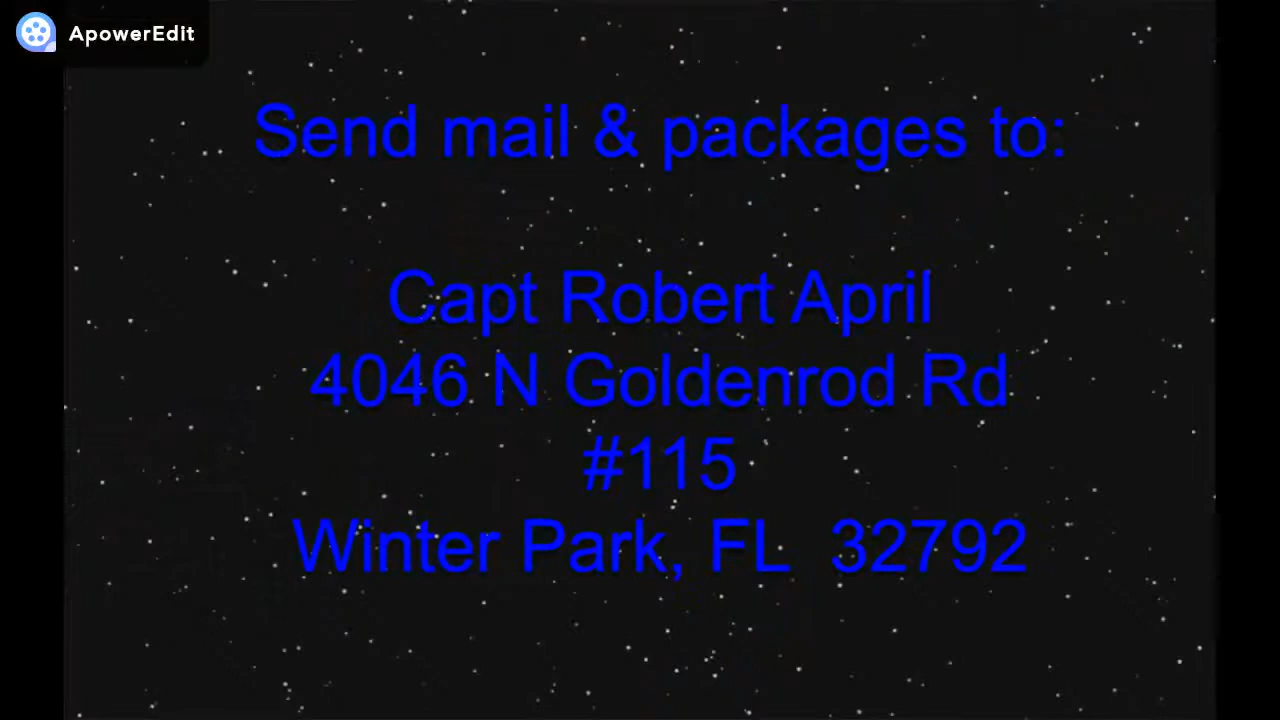 ApowerEdit
Send mail & packages to:
Capt Robert April
4046 N Goldenrod Rd
#115
Winter Park, FL  32792